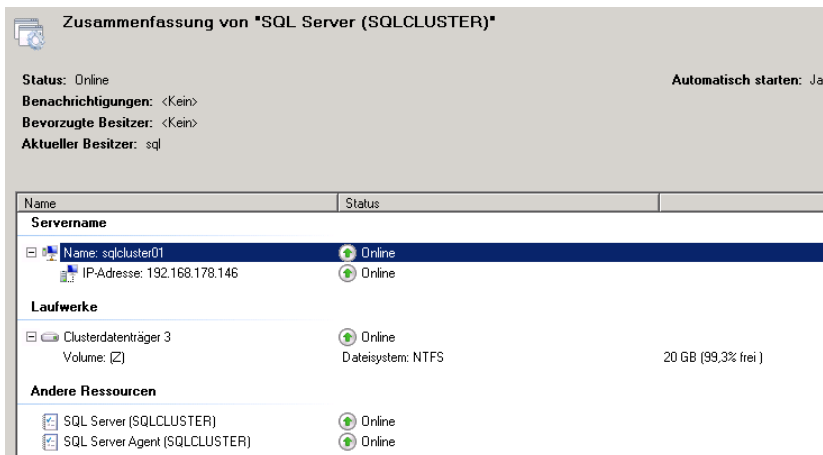 Zusammenfassung von "SQL Server (SQLCLUSTER)"
Status: Online
Automatisch starten: Ja
Benachrichtigungen: <Kein>
Bevorzugte Besitzer: <Kein>
Aktueller Besitzer: sql
Name Status
Servername
Name: sqlcluster01 Online
IP-Adresse: 192.168.178.146 Online
Laufwerke
Clusterdatenträger 3 Online
Volume: (Z) Dateisystem: NTFS 20 GB (99,3% frei )
Andere Ressourcen
SQL Server (SQLCLUSTER) Online
SQL Server Agent (SQLCLUSTER) Online